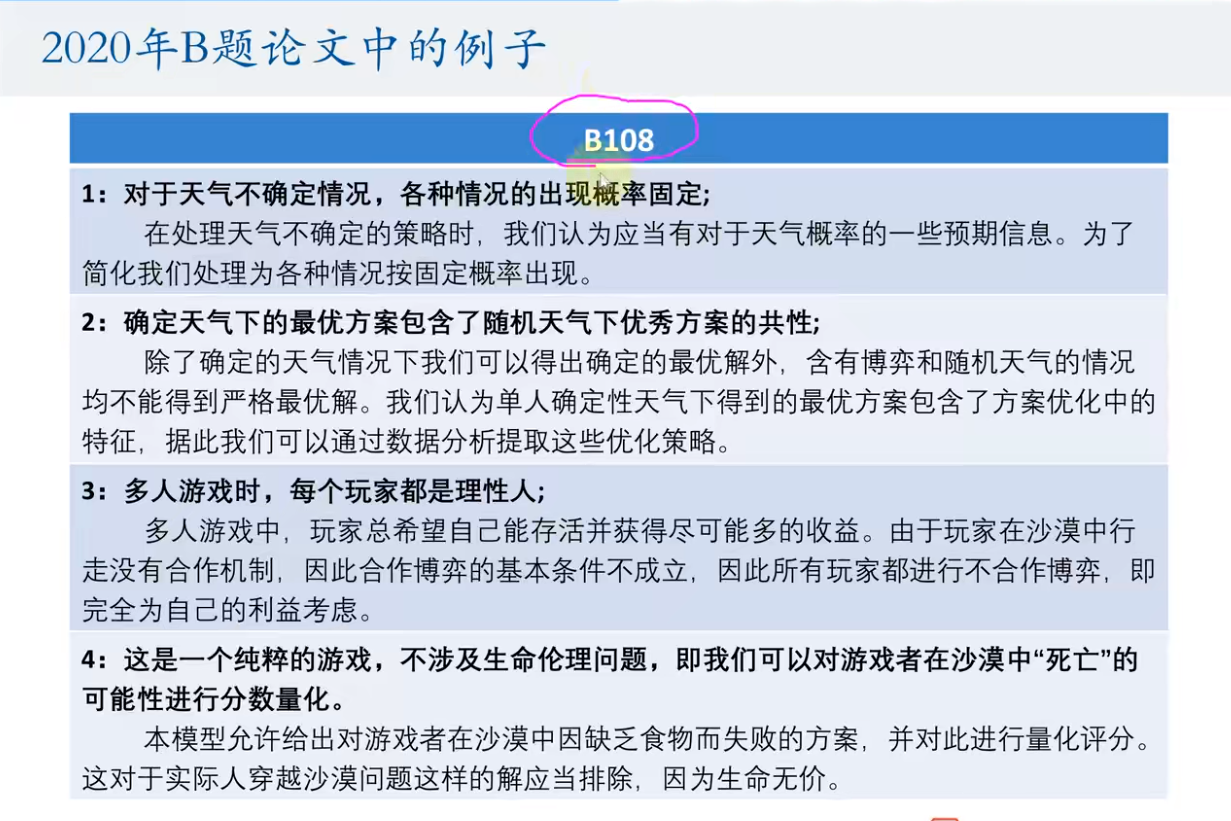 2020年B题论文中的例子
B108
1：对于天气不确定情况，各种情况的出现概率固定;
在处理天气不确定的策略时，我们认为应当有对于天气概率的一些预期信息。为了
简化我们处理为各种情况按固定概率出现。
2：确定天气下的最优方案包含了随机天气下优秀方案的共性;
除了确定的天气情况下我们可以得出确定的最优解外，含有博弈和随机天气的情况
均不能得到严格最优解。我们认为单人确定性天气下得到的最优方案包含了方案优化中的
特征，据此我们可以通过数据分析提取这些优化策略。
3：多人游戏时，每个玩家都是理性人;
多人游戏中，玩家总希望自己能存活并获得尽可能多的收益。由于玩家在沙漠中行
走没有合作机制，因此合作博弈的基本条件不成立，因此所有玩家都进行不合作博弈，即
完全为自己的利益考虑。
4：这是一个纯粹的游戏，不涉及生命伦理问题，即我们可以对游戏者在沙漠中“死亡”的
可能性进行分数量化。
本模型允许给出对游戏者在沙漠中因缺乏食物而失败的方案，并对此进行量化评分。
这对于实际人穿越沙漠问题这样的解应当排除，因为生命无价。